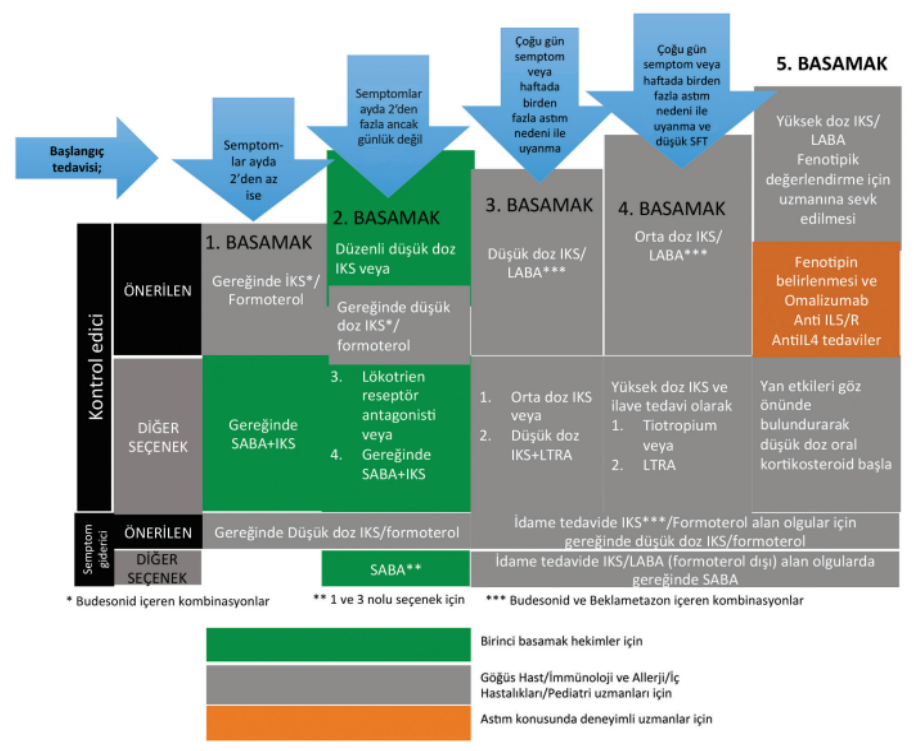 Başlangıç
tedavisi;
Semptom-
lar ayda
2'den az
ise
Semptomlar
ayda 2'den
fazla ancak
günlük değil
Çoğu gün
semptom
veya
haftada
birden
fazla astım
nedeni ile
uyanma
Çoğu gün
semptom veya
haftada birden
fazla astım
nedeni ile
uyanma ve
düşük SFT
5. BASAMAK
Yüksek doz IKS/
LABA
Fenotipik
değerlendirme için
uzmanına sevk
edilmesi
Kontrol edici
ÖNERİLEN
1. BASAMAK
Gereğinde İKS*/
Formoterol
2. BASAMAK
Düzenli düşük doz
IKS veya
Gereğinde düşük
doz IKS*/
formoterol
3. BASAMAK
Düşük doz IKS/
LABA***
4. BASAMAK
Orta doz IKS/
LABA***
Fenotipin
belirlenmesi ve
Omalizumab
Anti IL5/R
AntiIL4 tedaviler
DİĞER
SEÇENEK
Gereğinde
SABA+IKS
3. Lökotrien
reseptör
antagonisti
veya
4. Gereğinde
SABA+IKS
1. Orta doz IKS
veya
2. Düşük doz
IKS+LTRA
Yüksek doz IKS ve
ilave tedavi olarak
1. Tiotropium
veya
2. LTRA
Yan etkileri göz
önünde
bulundurarak
düşük doz oral
kortikosteroid başla
Semptom
giderici
ÖNERİLEN
Gereğinde Düşük doz IKS/formoterol
İdame tedavide IKS***/Formoterol alan olgular için
gereğinde düşük doz IKS/formoterol
DİĞER
SEÇENEK
SABA**
İdame tedavide IKS/LABA (formoterol dışı) alan olgularda
gereğinde SABA
* Budesonid içeren kombinasyonlar
** 1 ve 3 nolu seçenek için
*** Budesonid ve Beklametazon içeren kombinasyonlar
Birinci basamak hekimler için
Göğüs Hast/İmmünoloji ve Allerji/İç
Hastalıkları/Pediatri uzmanları için
Astım konusunda deneyimli uzmanlar için